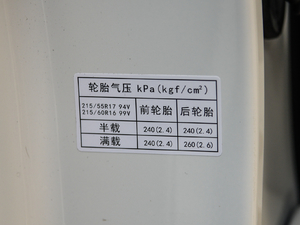 轮胎气压 kPa(kgf/cm²)
215/55R17 94V
215/60R16 99V
前轮胎 后轮胎
半载 240(2.4) 240(2.4)
满载 240(2.4) 260(2.6)